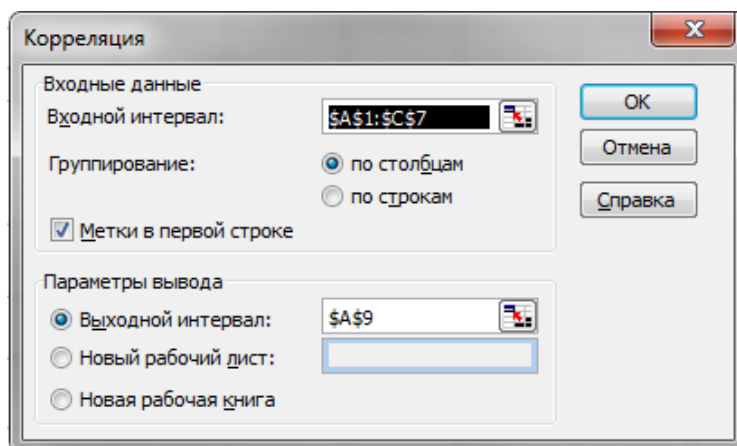 Корреляция
Входные данные
Входной интервал: $A$1:$C$7
ОК
Группирование: по столбцам
Отмена
по строкам
Справка
Метки в первой строке
Параметры вывода
Выходной интервал: $A$9
Новый рабочий лист:
Новая рабочая книга